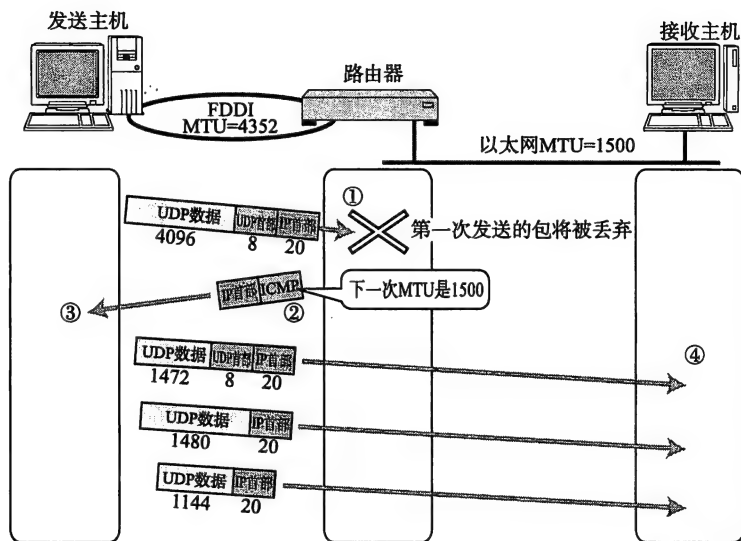 发送主机
接收主机
路由器
FDDI
MTU=4352
以太网MTU=1500
①
UDP数据 UDP首部 IP首部
4096 8 20
第一次发送的包将被丢弃
IP首部 ICMP
下一次MTU是1500
②
③
④
UDP数据 UDP首部 IP首部
1472 8 20
UDP数据 IP首部
1480 20
UDP数据 IP首部
1144 20